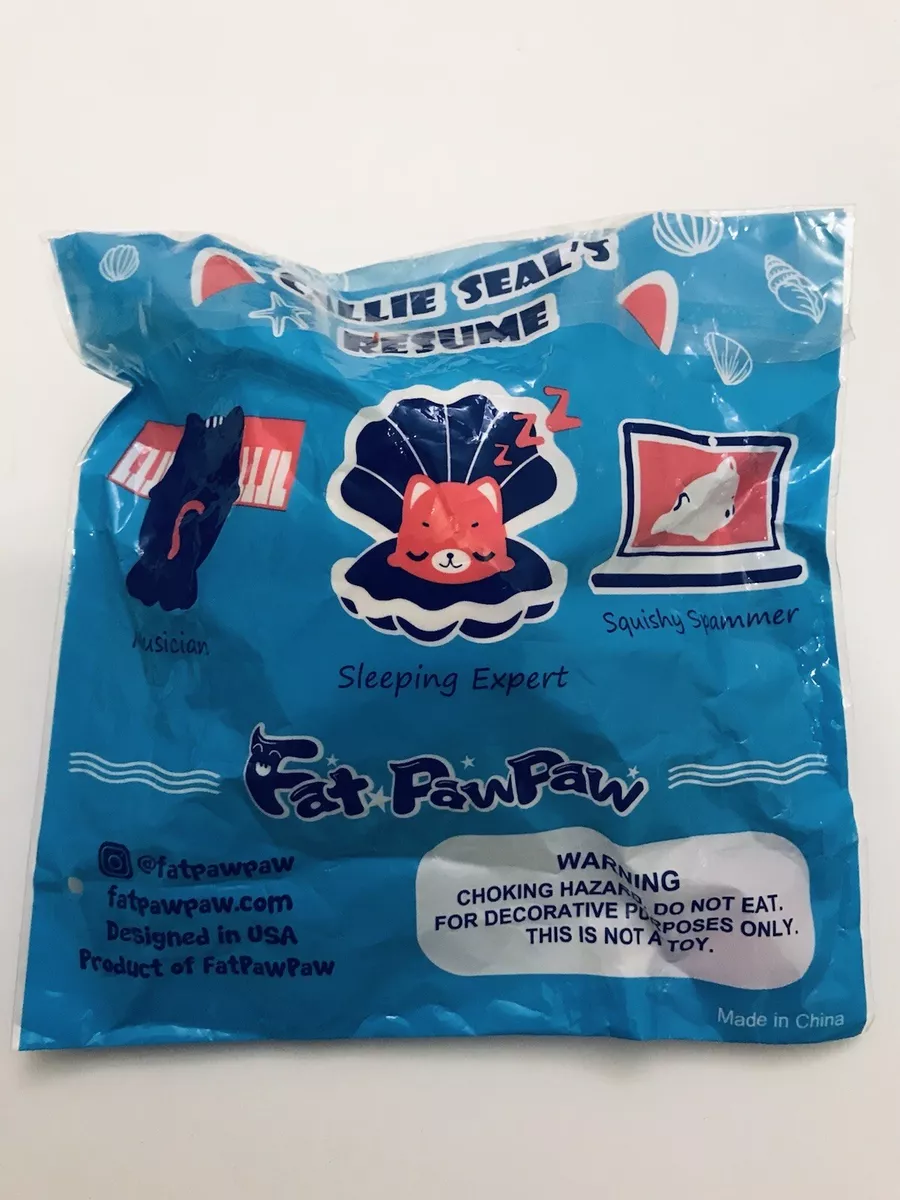 SEAL'S
RESUME
Z Z Z
Musician
Sleeping Expert
Squishy Spammer
Fat PawPaw
@fatpawpaw
fatpawpaw.com
Designed in USA
Product of FatPawPaw
WARNING
CHOKING HAZARD. DO NOT EAT.
FOR DECORATIVE PURPOSES ONLY.
THIS IS NOT A TOY.
Made in China